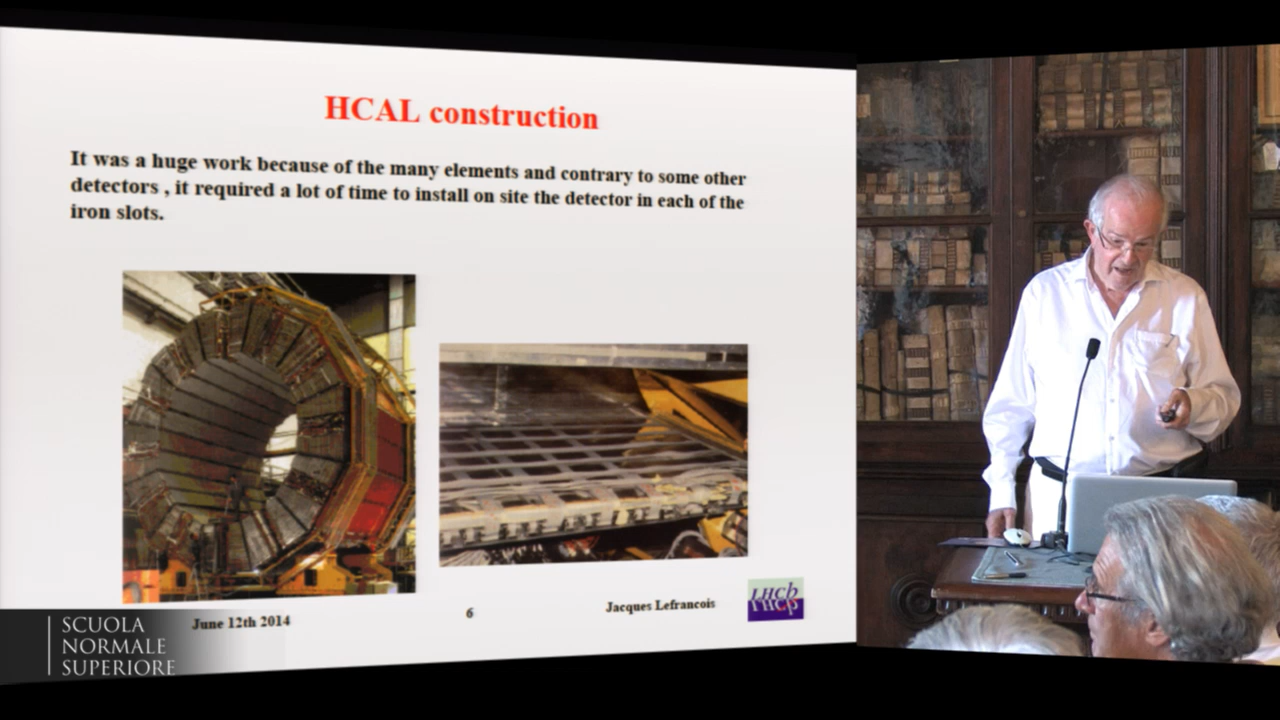 HCAL construction
It was a huge work because of the many elements and contrary to some other
detectors , it required a lot of time to install on site the detector in each of the
iron slots.
June 12th 2014
6
Jacques Lefrancois
LHCb
LHCp
SCUOLA
NORMALE
SUPERIORE